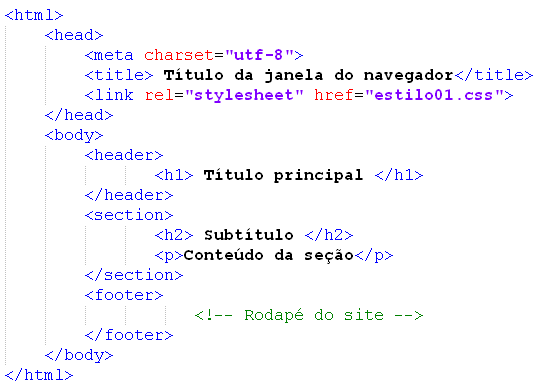 <html>
<head>
<meta charset="utf-8">
<title> Título da janela do navegador</title>
<link rel="stylesheet" href="estilo01.css">
</head>
<body>
<header>
<h1> Título principal </h1>
</header>
<section>
<h2> Subtítulo </h2>
<p>Conteúdo da seção</p>
</section>
<footer>
<!-- Rodapé do site -->
</footer>
</body>
</html>